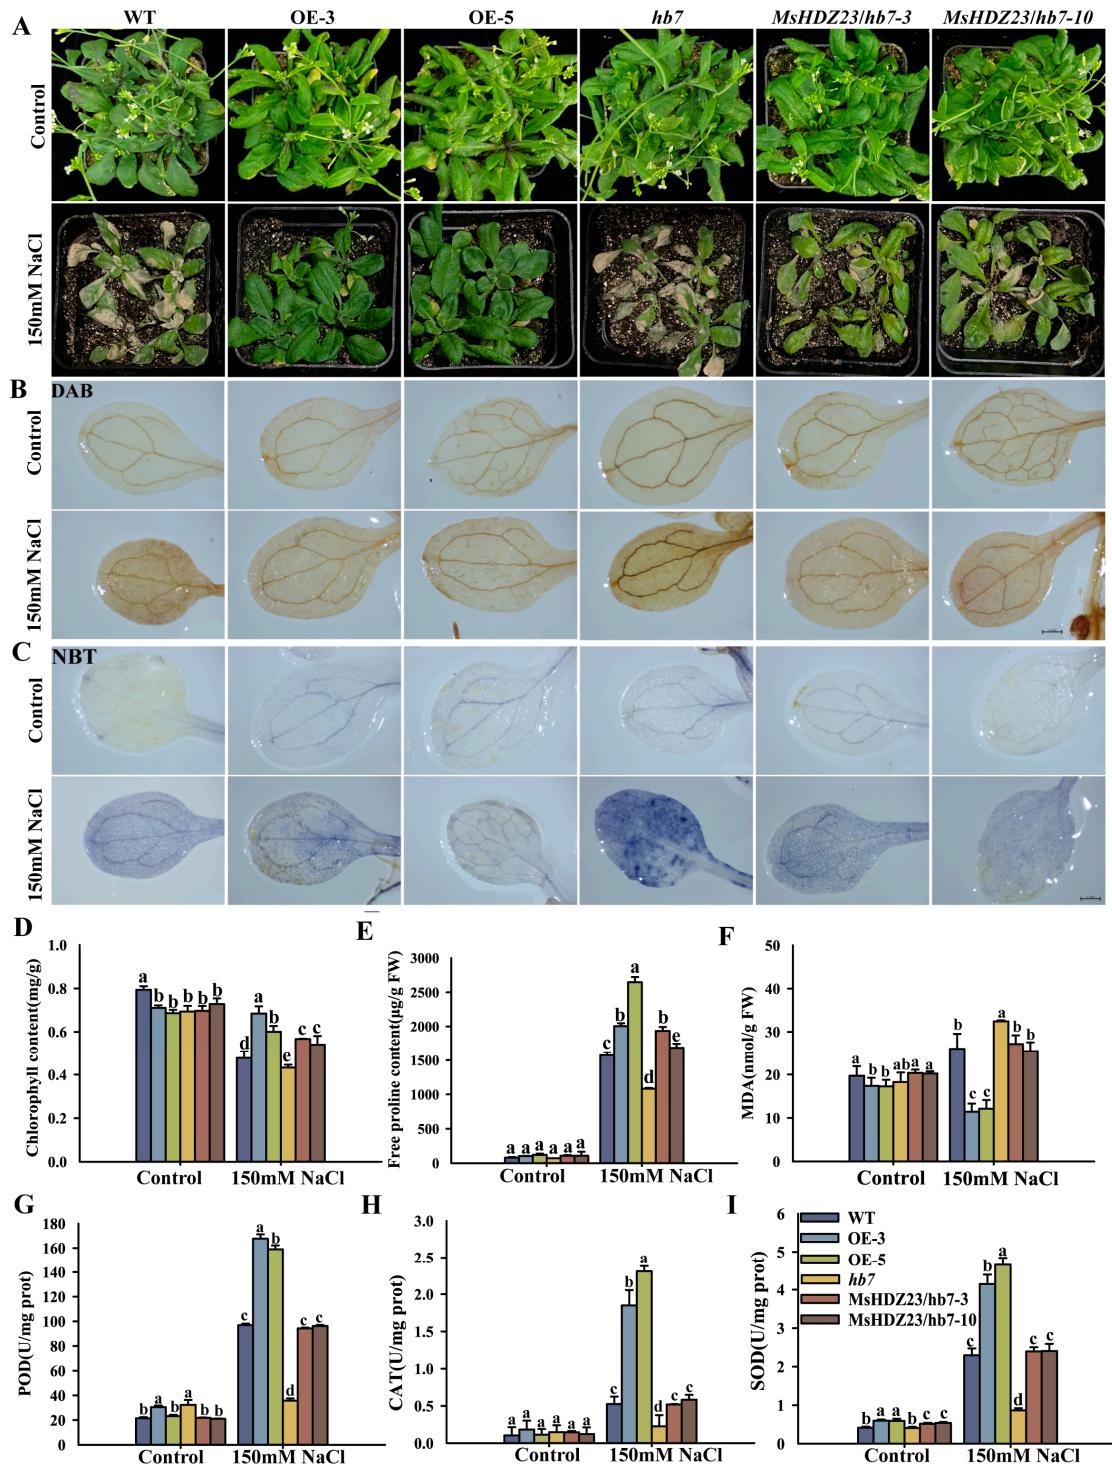 A
WT
OE-3
OE-5
hb7
MsHDZ23/hb7-3
MsHDZ23/hb7-10
Control
150mM NaCl
B
DAB
Control
150mM NaCl
C
NBT
Control
150mM NaCl
D
Chlorophyll content(mg/g)
1.0
0.8
0.6
0.4
0.2
0.0
a b b b b b
d a b e c c
Control 150mM NaCl
E
Free proline content(μg/g FW)
3000
2500
2000
1500
1000
500
0
a a a a a a
c b a d b e
Control 150mM NaCl
F
MDA(nmol/g FW)
50
40
30
20
10
0
a b b ab a a
b c c a b b
Control 150mM NaCl
G
POD(U/mg prot)
180
160
140
120
100
80
60
40
20
0
b a b a b b
c a b d c c
Control 150mM NaCl
H
CAT(U/mg prot)
3.0
2.5
2.0
1.5
1.0
0.5
0.0
a a a a a a
c b a d c c
Control 150mM NaCl
I
SOD(U/mg prot)
6
5
4
3
2
1
0
WT
OE-3
OE-5
hb7
MsHDZ23/hb7-3
MsHDZ23/hb7-10
b a a b c c
c b a d c c
Control 150mM NaCl